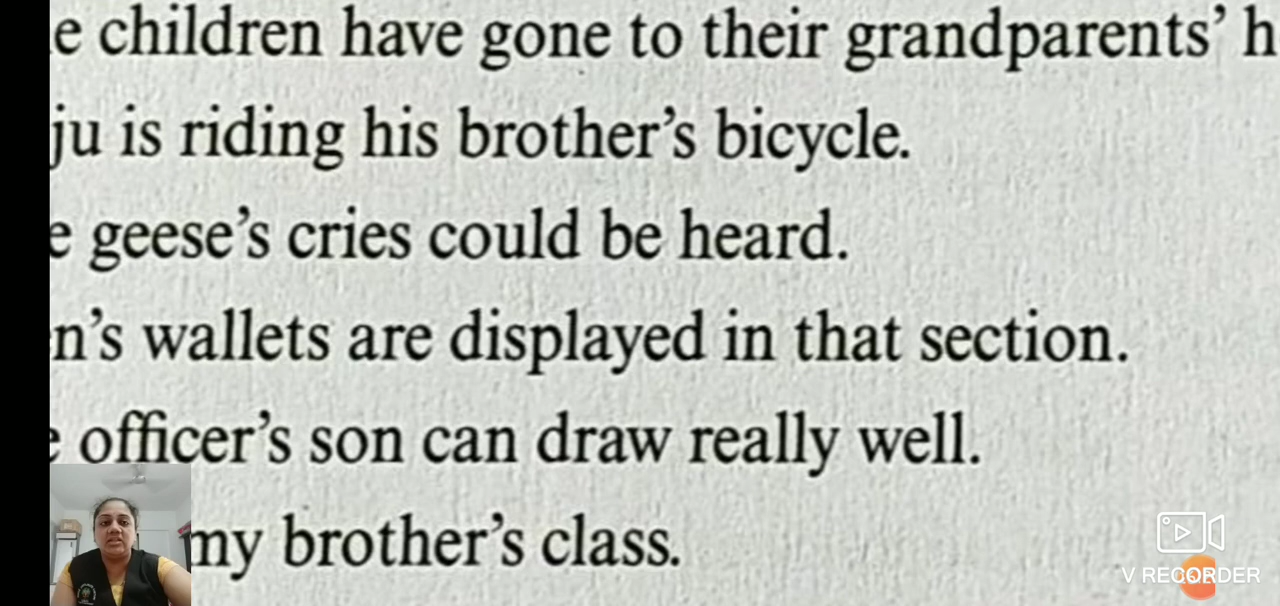 children have gone to their grandparents'
is riding his brother's bicycle.
geese's cries could be heard.
wallets are displayed in that section.
officer's son can draw really well.
my brother's class.
V RECORDER